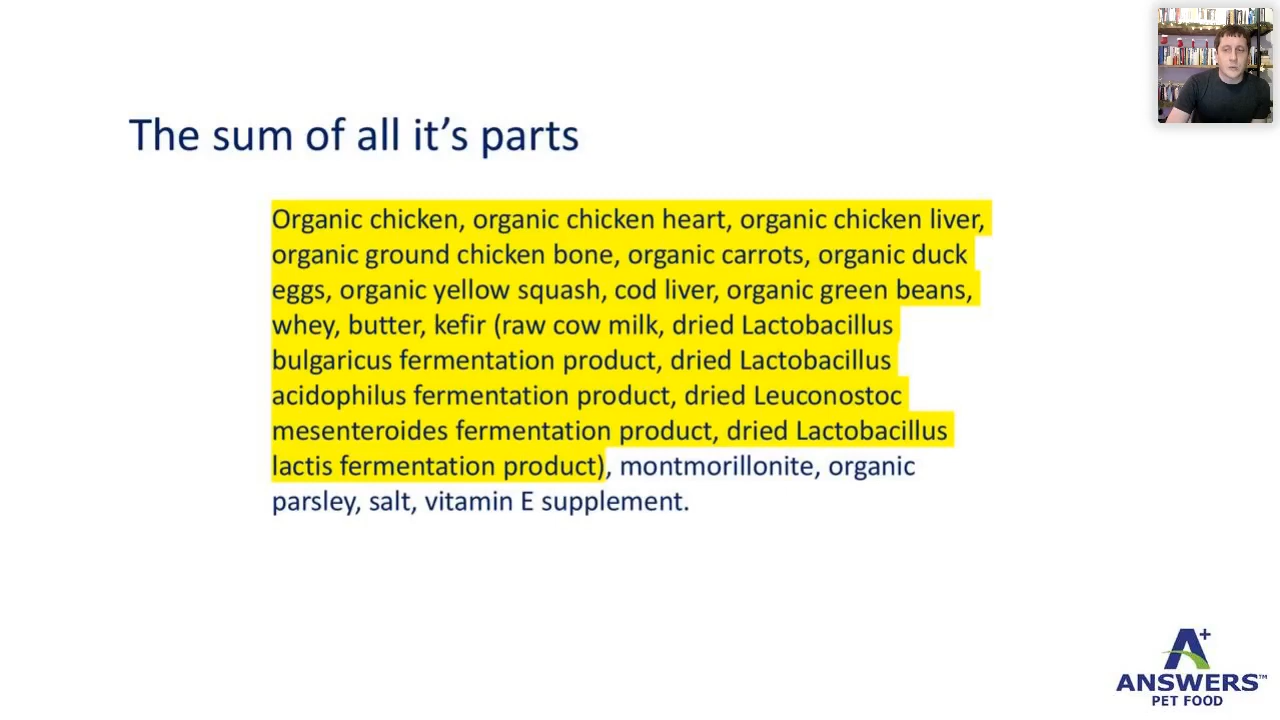 The sum of all it's parts
Organic chicken, organic chicken heart, organic chicken liver,
organic ground chicken bone, organic carrots, organic duck
eggs, organic yellow squash, cod liver, organic green beans,
whey, butter, kefir (raw cow milk, dried Lactobacillus
bulgaricus fermentation product, dried Lactobacillus
acidophilus fermentation product, dried Leuconostoc
mesenteroides fermentation product, dried Lactobacillus
lactis fermentation product), montmorillonite, organic
parsley, salt, vitamin E supplement.
A+
ANSWERS™
PET FOOD